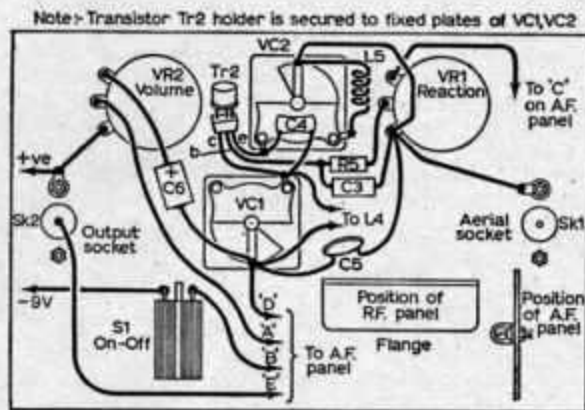 Note:- Transistor Tr2 holder is secured to fixed plates of VC1, VC2
VC2
L5
VR2
Volume
Tr2
VR1
Reaction
To "C"
on A.F.
panel
C4
b
c
e
+ve
+
C6
R5
C3
VC1
To L4
Sk2
Output
socket
Aerial
socket
Sk1
C5
-9V
S1
On-Off
"D"
To A.F.
panel
Position of
R.F. panel
Flange
Position
of A.F.
panel